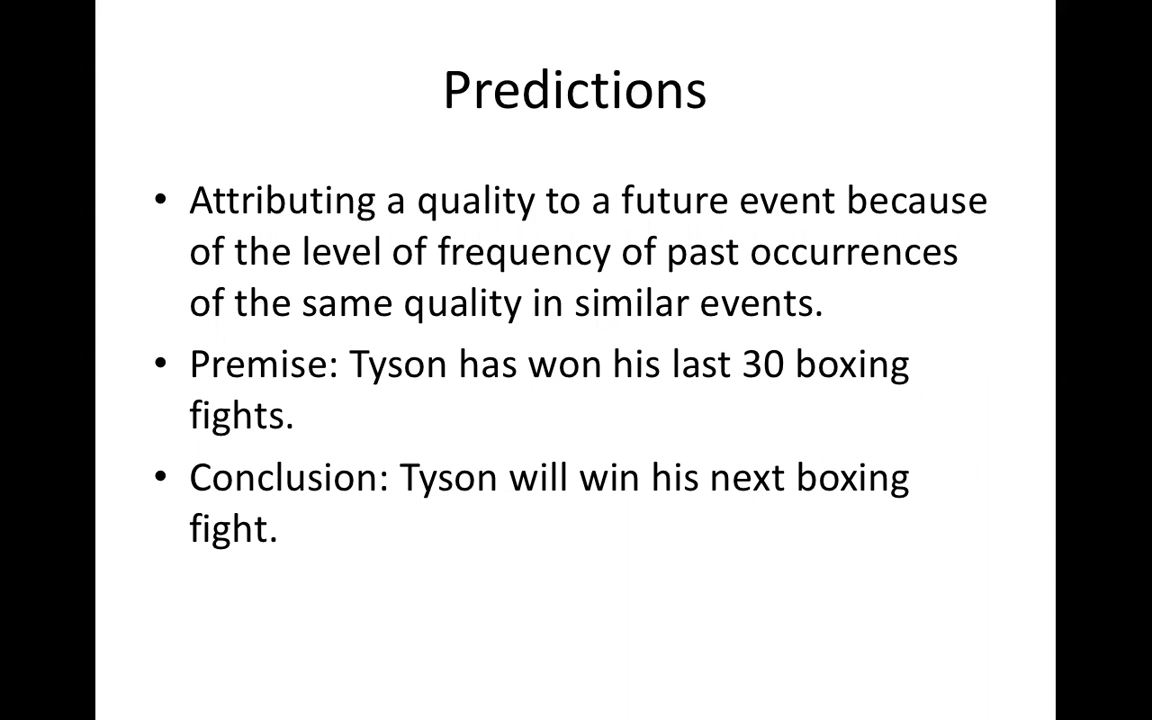 Predictions
• Attributing a quality to a future event because
of the level of frequency of past occurrences
of the same quality in similar events.
• Premise: Tyson has won his last 30 boxing
fights.
• Conclusion: Tyson will win his next boxing
fight.